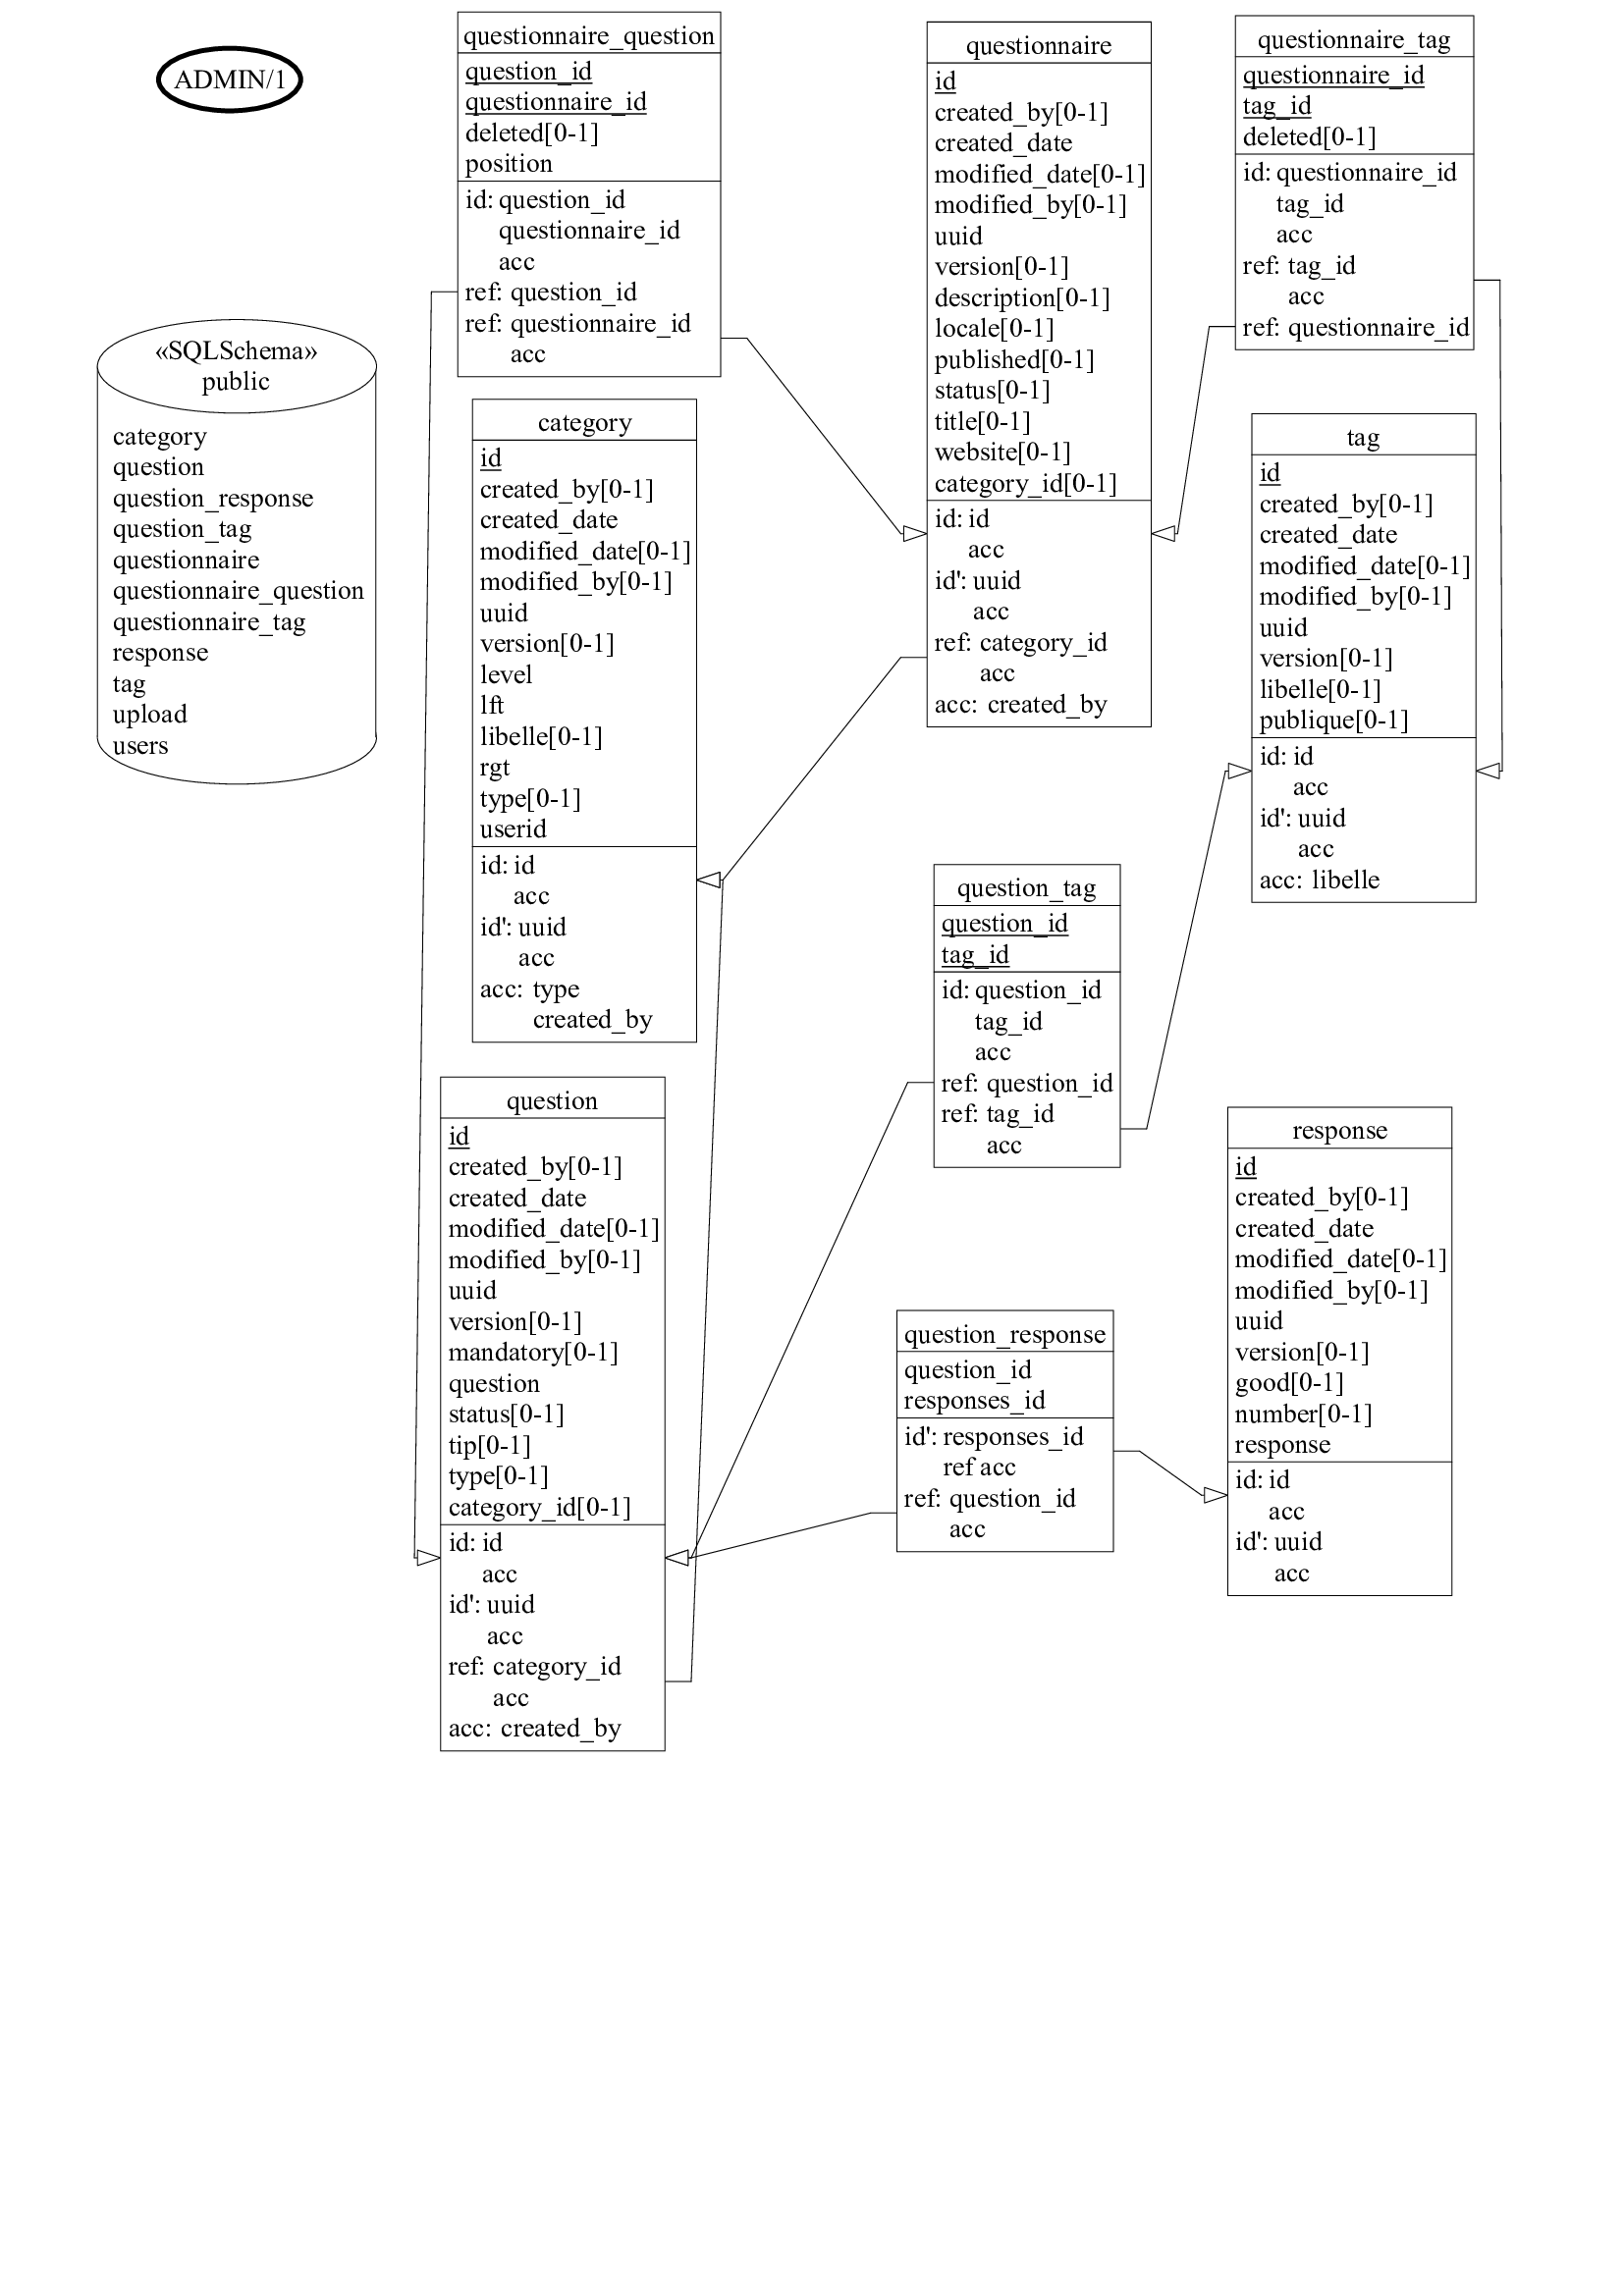 ADMIN/1
«SQLSchema»
public
category
question
question_response
question_tag
questionnaire
questionnaire_question
questionnaire_tag
response
tag
upload
users
questionnaire_question
question_id
questionnaire_id
deleted[0-1]
position
id: question_id
questionnaire_id
acc
ref: question_id
ref: questionnaire_id
acc
category
id
created_by[0-1]
created_date
modified_date[0-1]
modified_by[0-1]
uuid
version[0-1]
level
lft
libelle[0-1]
rgt
type[0-1]
userid
id: id
acc
id': uuid
acc
acc: type
created_by
question
id
created_by[0-1]
created_date
modified_date[0-1]
modified_by[0-1]
uuid
version[0-1]
mandatory[0-1]
question
status[0-1]
tip[0-1]
type[0-1]
category_id[0-1]
id: id
acc
id': uuid
acc
ref: category_id
acc
acc: created_by
questionnaire
id
created_by[0-1]
created_date
modified_date[0-1]
modified_by[0-1]
uuid
version[0-1]
description[0-1]
locale[0-1]
published[0-1]
status[0-1]
title[0-1]
website[0-1]
category_id[0-1]
id: id
acc
id': uuid
acc
ref: category_id
acc
acc: created_by
question_tag
question_id
tag_id
id: question_id
tag_id
acc
ref: question_id
ref: tag_id
acc
question_response
question_id
responses_id
id': responses_id
ref acc
ref: question_id
acc
questionnaire_tag
questionnaire_id
tag_id
deleted[0-1]
id: questionnaire_id
tag_id
acc
ref: tag_id
acc
ref: questionnaire_id
tag
id
created_by[0-1]
created_date
modified_date[0-1]
modified_by[0-1]
uuid
version[0-1]
libelle[0-1]
publique[0-1]
id: id
acc
id': uuid
acc
acc: libelle
response
id
created_by[0-1]
created_date
modified_date[0-1]
modified_by[0-1]
uuid
version[0-1]
good[0-1]
number[0-1]
response
id: id
acc
id': uuid
acc